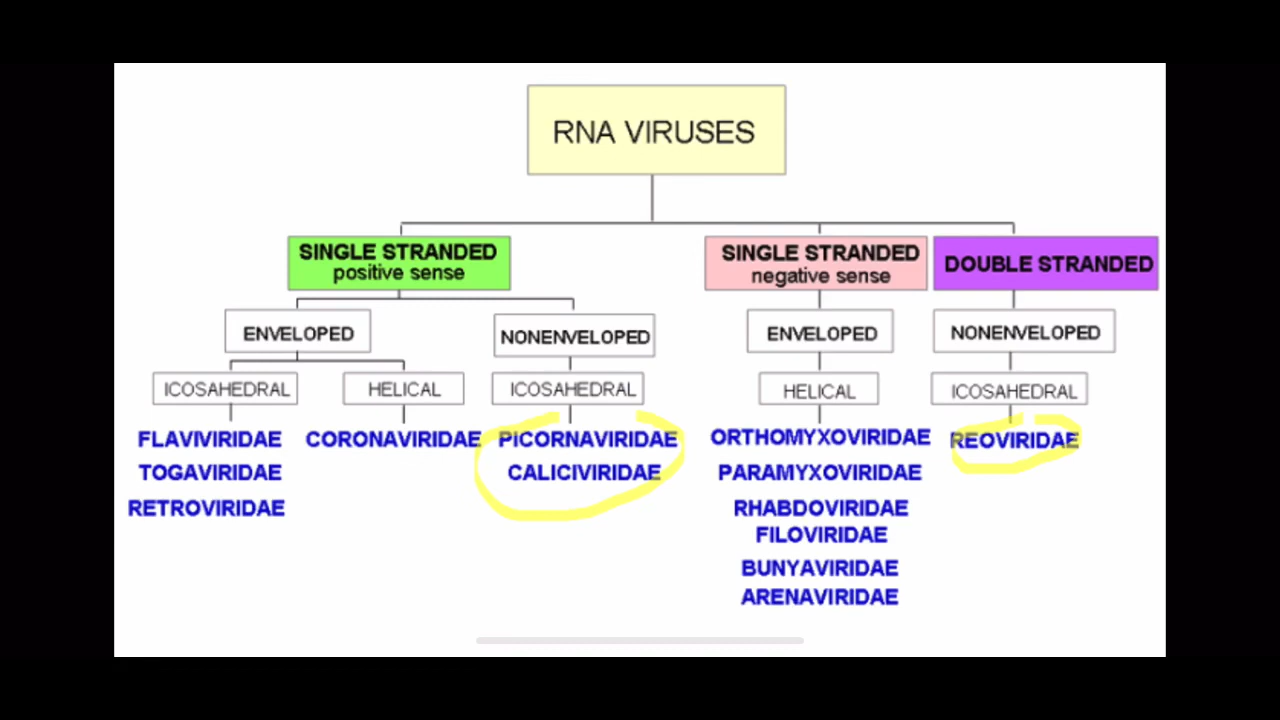 RNA VIRUSES
SINGLE STRANDED
positive sense
SINGLE STRANDED
negative sense
DOUBLE STRANDED
ENVELOPED
NONENVELOPED
ENVELOPED
NONENVELOPED
ICOSAHEDRAL
HELICAL
ICOSAHEDRAL
HELICAL
ICOSAHEDRAL
FLAVIVIRIDAE
TOGAVIRIDAE
RETROVIRIDAE
CORONAVIRIDAE
PICORNAVIRIDAE
CALICIVIRIDAE
ORTHOMYXOVIRIDAE
PARAMYXOVIRIDAE
RHABDOVIRIDAE
FILOVIRIDAE
BUNYAVIRIDAE
ARENAVIRIDAE
REOVIRIDAE